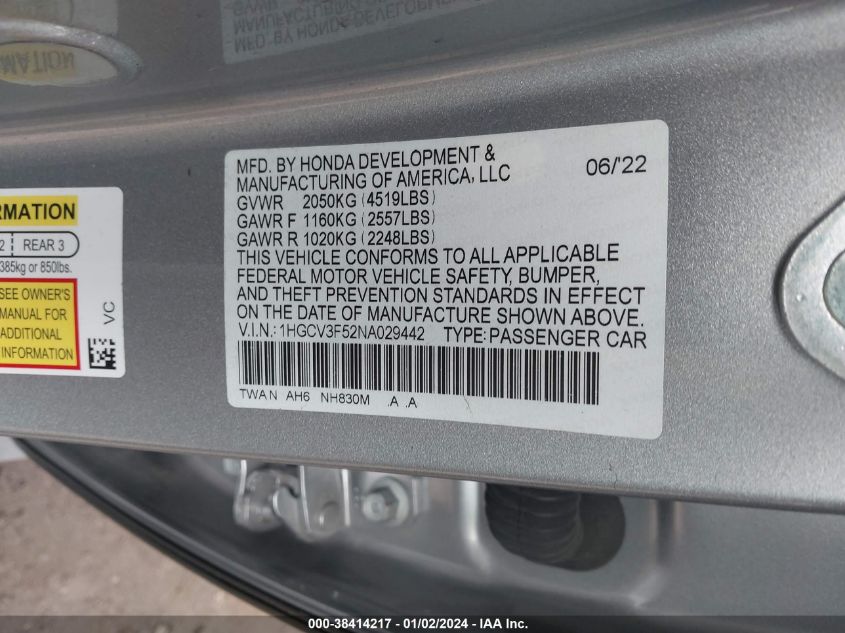 MFD. BY HONDA DEVELOPMENT &
MANUFACTURING OF AMERICA, LLC
06/'22
GVWR 2050KG (4519LBS)
GAWR F 1160KG (2557LBS)
GAWR R 1020KG (2248LBS)
THIS VEHICLE CONFORMS TO ALL APPLICABLE
FEDERAL MOTOR VEHICLE SAFETY, BUMPER,
AND THEFT PREVENTION STANDARDS IN EFFECT
ON THE DATE OF MANUFACTURE SHOWN ABOVE.
V.I.N.: 1HGCV3F52NA029442 TYPE: PASSENGER CAR
TWAN AH6 NH830M .A .A
REAR 3
385kg or 850lbs.
SEE OWNER'S
MANUAL FOR
ADDITIONAL
INFORMATION
VC
000-38414217 - 01/02/2024 - IAA Inc.